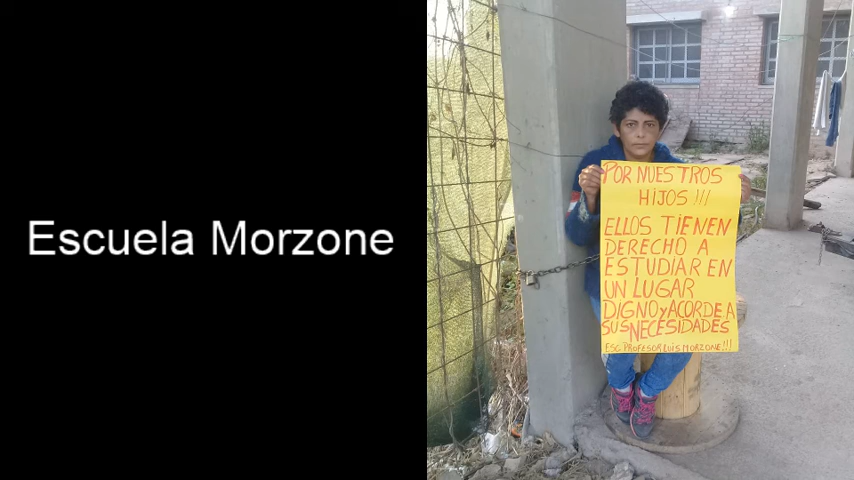 Escuela Morzone
POR NUESTROS
HIJOS !!!
ELLOS TIENEN
DERECHO A
ESTUDIAR EN
UN LUGAR
DIGNO y ACORDE A
SUS NECESIDADES
ESC. PROFESOR LUIS MORZONE!!!